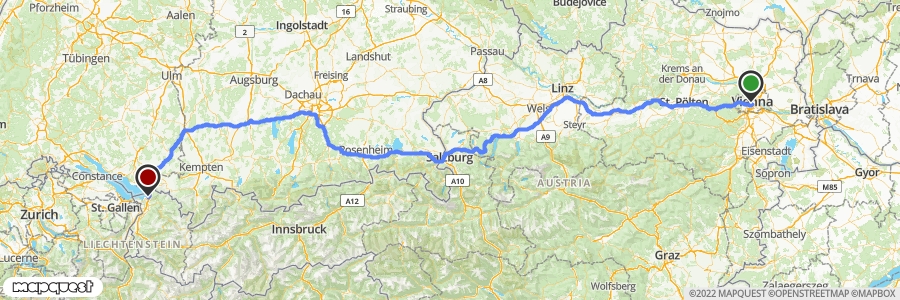 Pforzheim
Aalen
16
Straubing
Budejovice
Ingolstadt
Znojmo
2
Passau
Tübingen
Ulm
Landshut
A8
Krems an
der Donau
Trnava
Augsburg
Freising
Linz
Dachau
Wels
St. Pölten
Vienna
Bratislava
Steyr
A9
Eisenstadt
Rosenheim
Salzburg
Kempten
Constance
Sopron
Gyor
A10
AUSTRIA
M85
Zurich
St. Gallen
A12
Innsbruck
Szombathely
LIECHTENSTEIN
Graz
Lucerne
Wolfsberg
Zalaegerszeg
mapquest
©2022 MAPQUEST ©OPENSTREETMAP ©MAPBOX